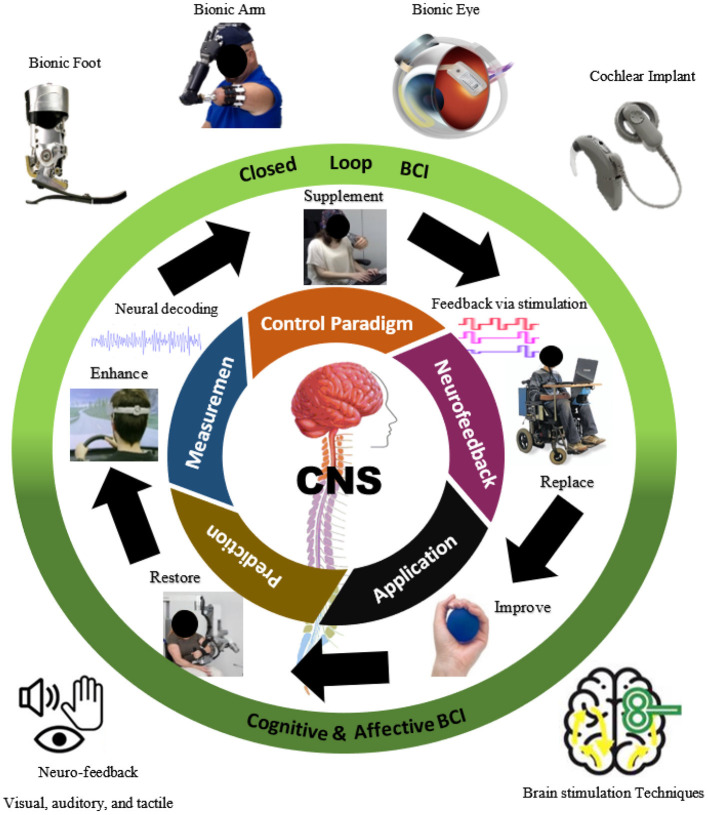 Bionic Arm
Bionic Eye
Bionic Foot
Cochlear Implant
Closed Loop BCI
Supplement
Neural decoding
Feedback via stimulation
Control Paradigm
Enhance
Measuremen
Neurofeedback
CNS
Replace
Prediction
Application
Restore
Improve
Cognitive & Affective BCI
Neuro-feedback
Visual, auditory, and tactile
Brain stimulation Techniques